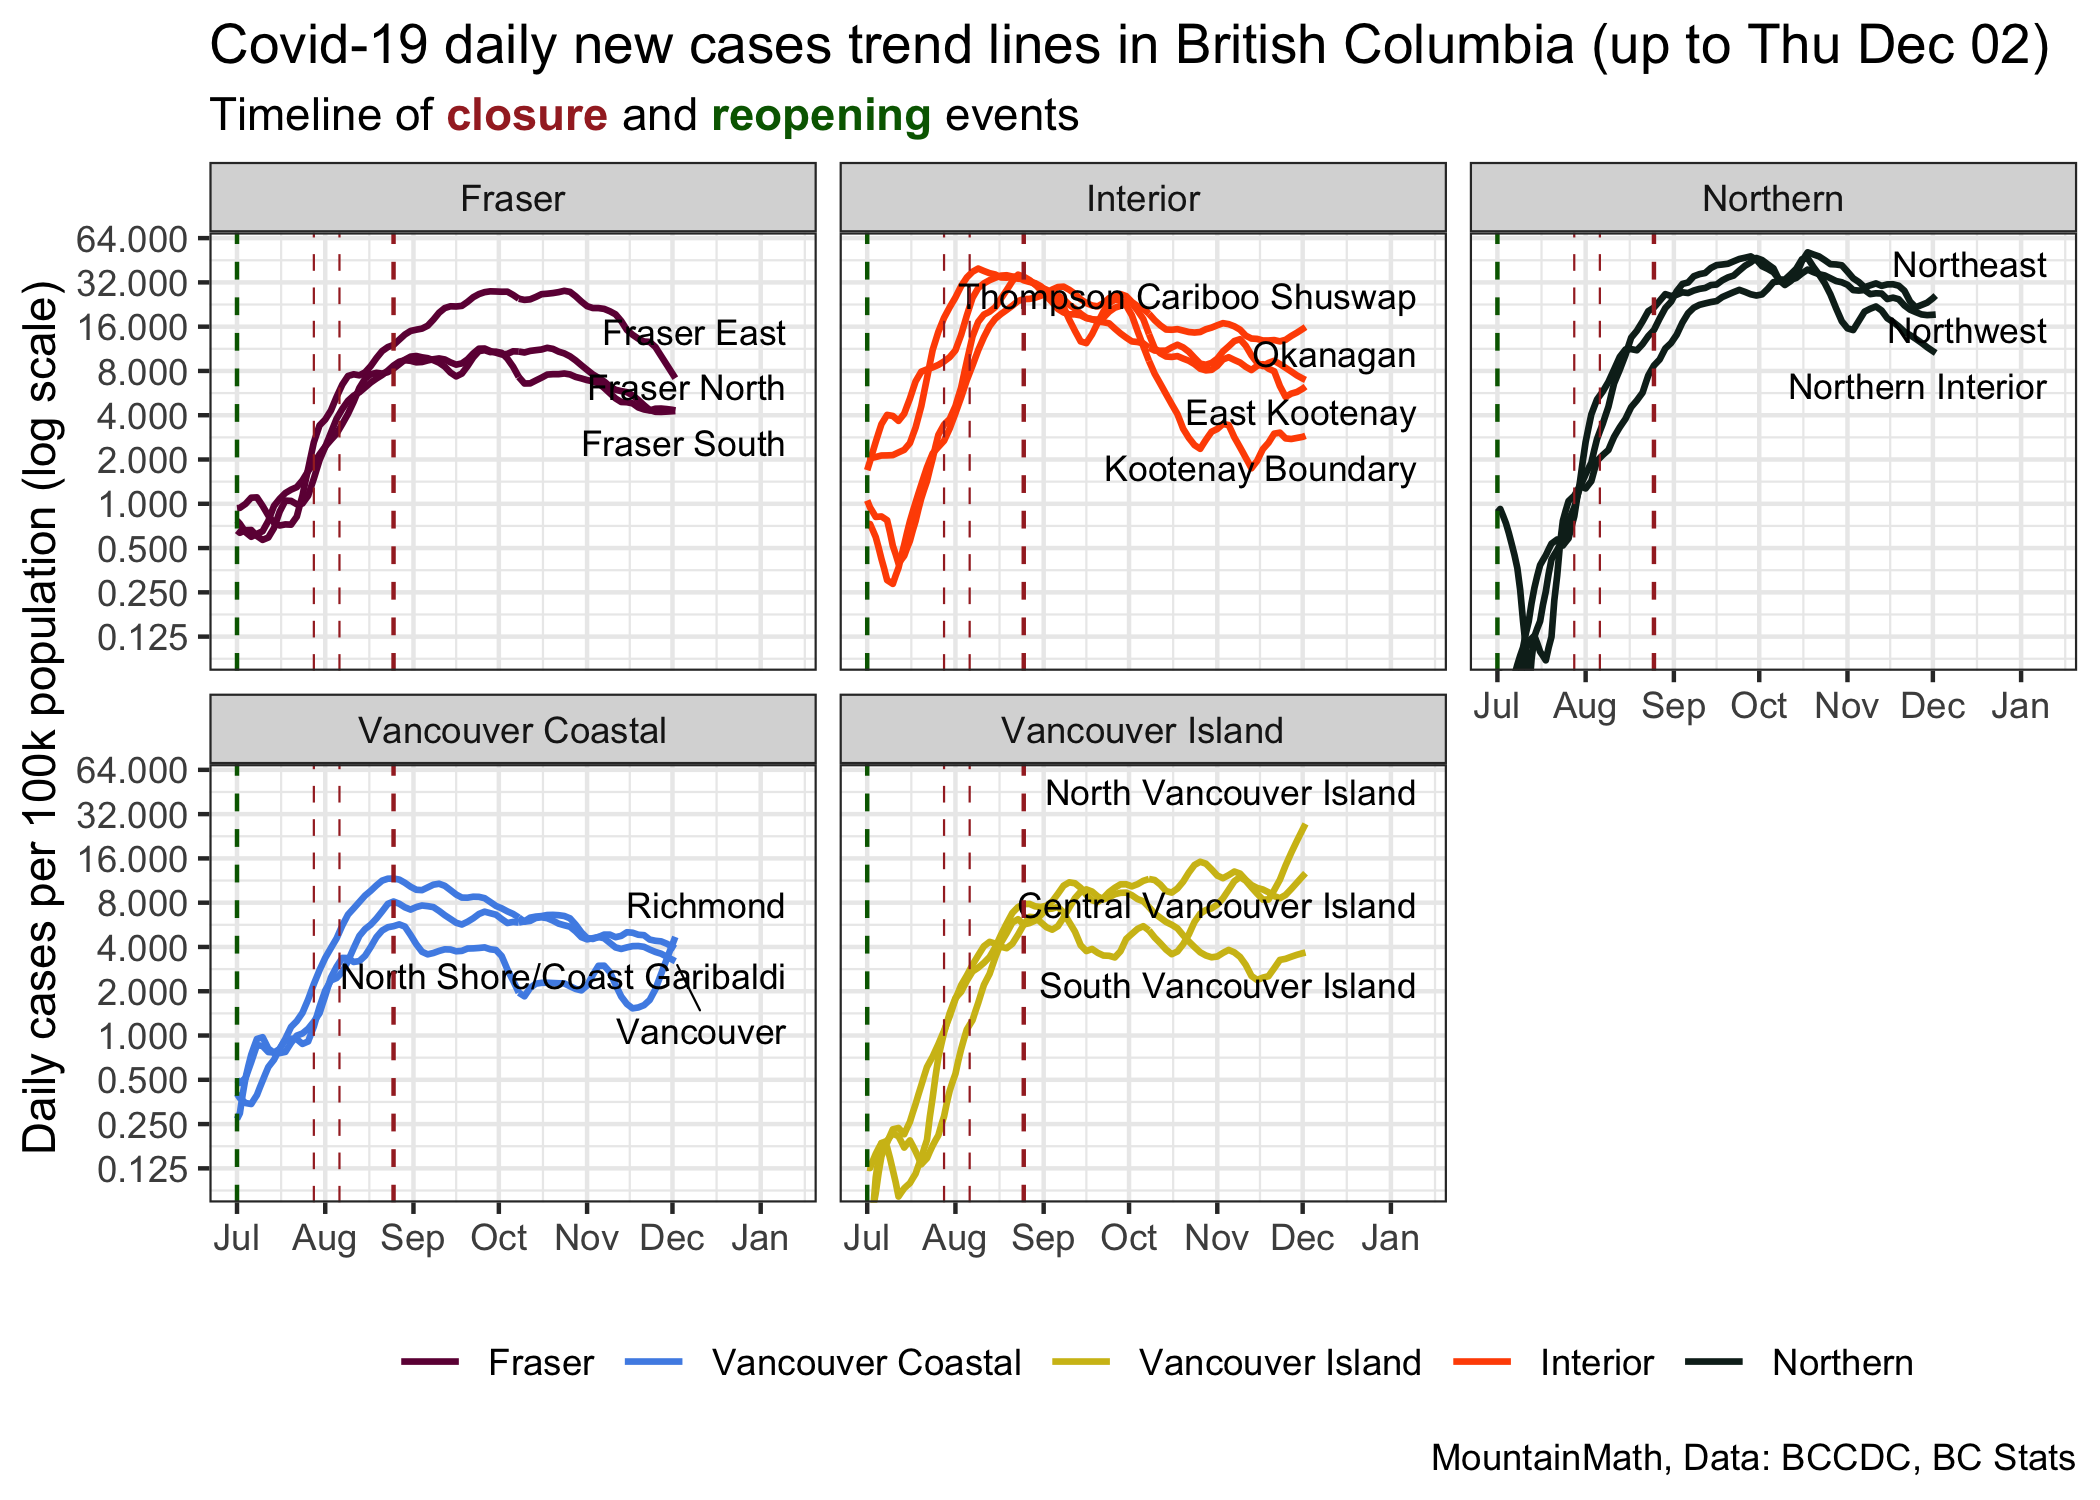 Covid-19 daily new cases trend lines in British Columbia (up to Thu Dec 02)
Timeline of closure and reopening events
Daily cases per 100k population (log scale)
Fraser
64.000
32.000
16.000
8.000
4.000
2.000
1.000
0.500
0.250
0.125
Fraser East
Fraser North
Fraser South
Interior
Thompson Cariboo Shuswap
Okanagan
East Kootenay
Kootenay Boundary
Northern
Northeast
Northwest
Northern Interior
Jul Aug Sep Oct Nov Dec Jan
Vancouver Coastal
64.000
32.000
16.000
8.000
4.000
2.000
1.000
0.500
0.250
0.125
Richmond
North Shore/Coast Garibaldi
Vancouver
Jul Aug Sep Oct Nov Dec Jan
Vancouver Island
North Vancouver Island
Central Vancouver Island
South Vancouver Island
Jul Aug Sep Oct Nov Dec Jan
Fraser Vancouver Coastal Vancouver Island Interior Northern
MountainMath, Data: BCCDC, BC Stats